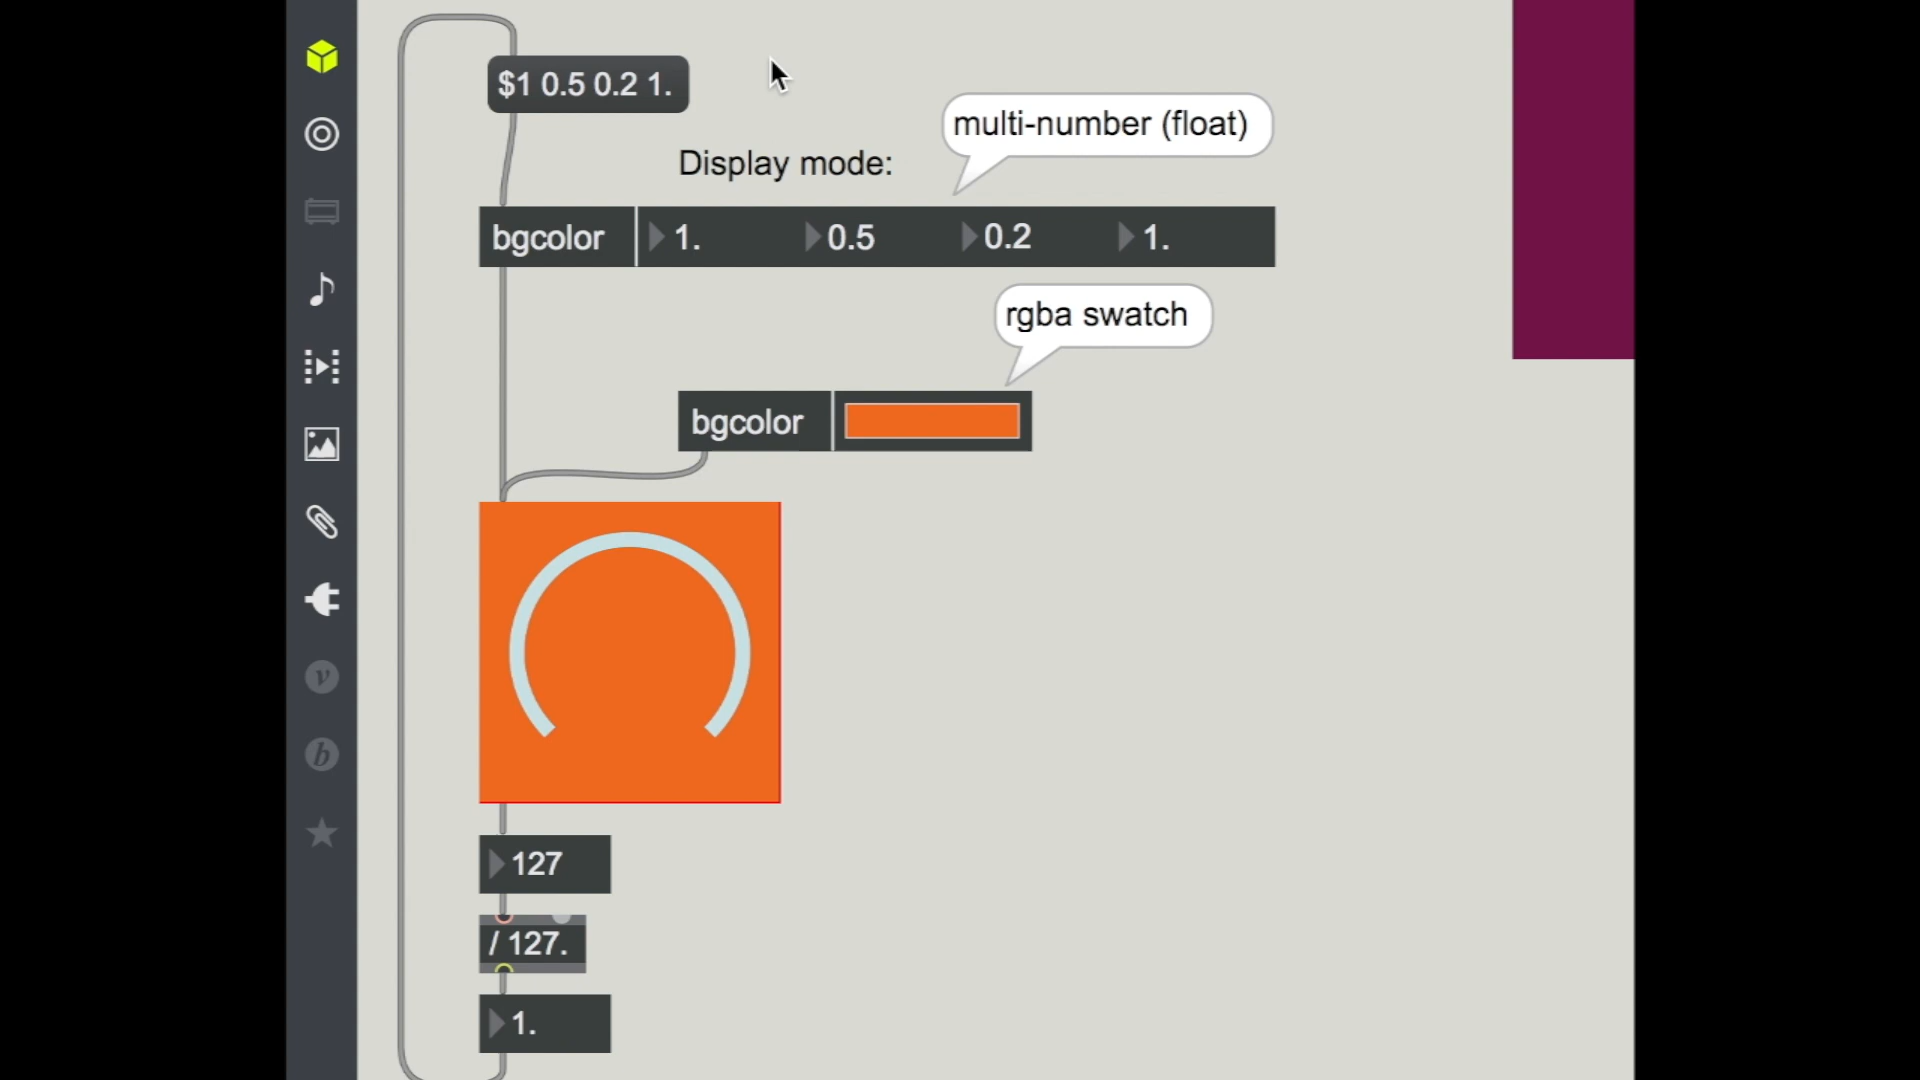 $1 0.5 0.2 1.
multi-number (float)
Display mode:
bgcolor 1. 0.5 0.2 1.
rgba swatch
bgcolor
127
/ 127.
1.
v
b